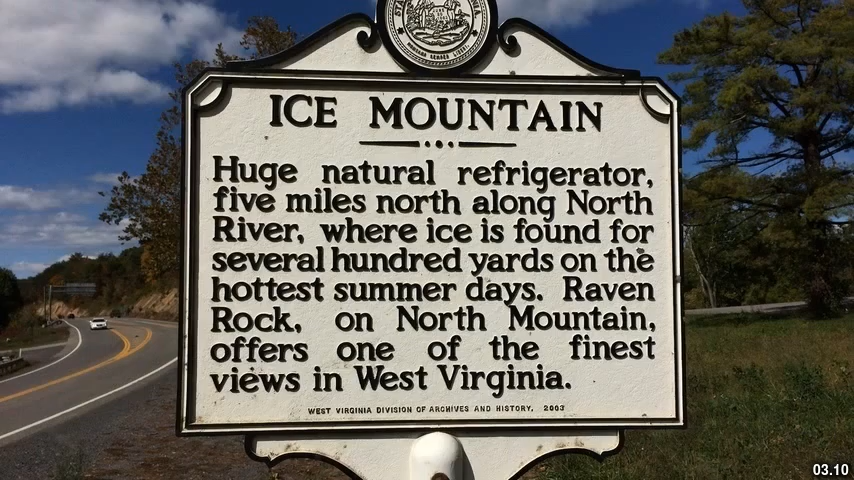 ICE MOUNTAIN
Huge natural refrigerator,
five miles north along North
River, where ice is found for
several hundred yards on the
hottest summer days. Raven
Rock, on North Mountain,
offers one of the finest
views in West Virginia.
WEST VIRGINIA DIVISION OF ARCHIVES AND HISTORY, 2003
03.10